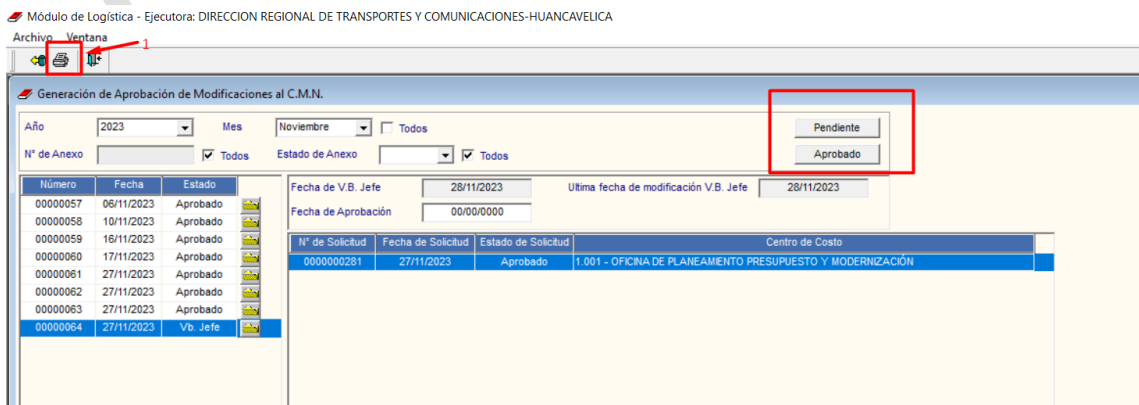 Módulo de Logística - Ejecutora: DIRECCION REGIONAL DE TRANSPORTES Y COMUNICACIONES-HUANCAVELICA
Archivo Ventana
1
Generación de Aprobación de Modificaciones al C.M.N.
Año 2023 Mes Noviembre Todos Pendiente
N° de Anexo Todos Estado de Anexo Todos Aprobado
Número Fecha Estado
00000057 06/11/2023 Aprobado
00000058 10/11/2023 Aprobado
00000059 16/11/2023 Aprobado
00000060 17/11/2023 Aprobado
00000061 27/11/2023 Aprobado
00000062 27/11/2023 Aprobado
00000063 27/11/2023 Aprobado
00000064 27/11/2023 Vb. Jefe
Fecha de V.B. Jefe 28/11/2023 Ultima fecha de modificación V.B. Jefe 28/11/2023
Fecha de Aprobación 00/00/0000
N° de Solicitud Fecha de Solicitud Estado de Solicitud Centro de Costo
0000000281 27/11/2023 Aprobado 1.001 - OFICINA DE PLANEAMIENTO PRESUPUESTO Y MODERNIZACIÓN